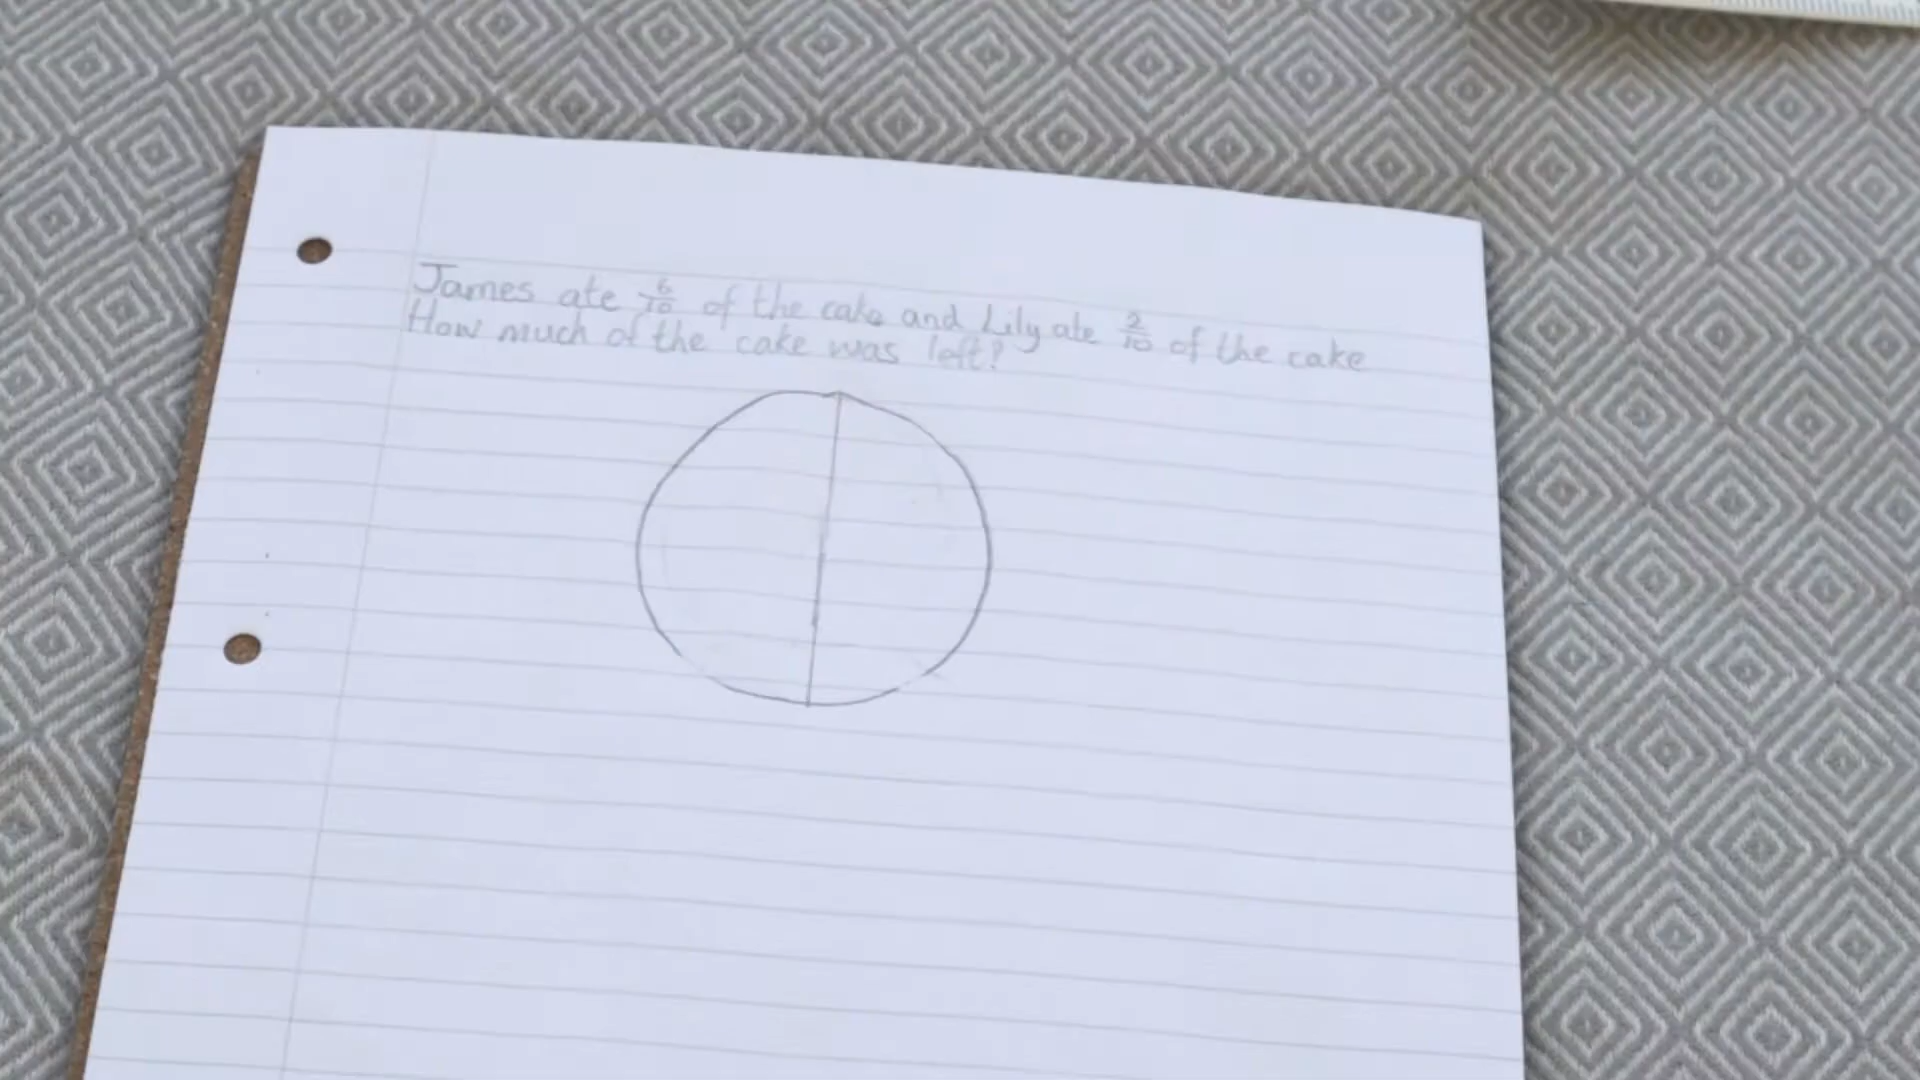 James ate 6/10 of the cake and Lily ate 2/10 of the cake
How much of the cake was left?